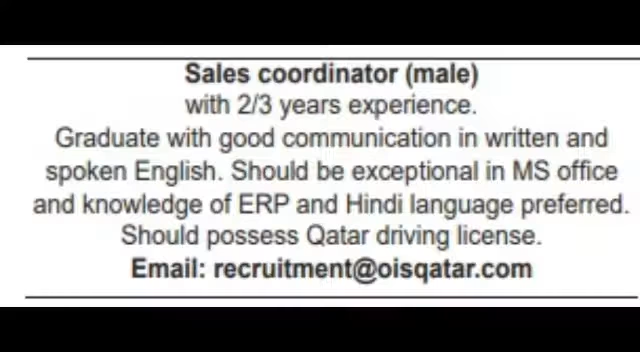 Sales coordinator (male)
with 2/3 years experience.
Graduate with good communication in written and
spoken English. Should be exceptional in MS office
and knowledge of ERP and Hindi language preferred.
Should possess Qatar driving license.
Email: recruitment@oisqatar.com